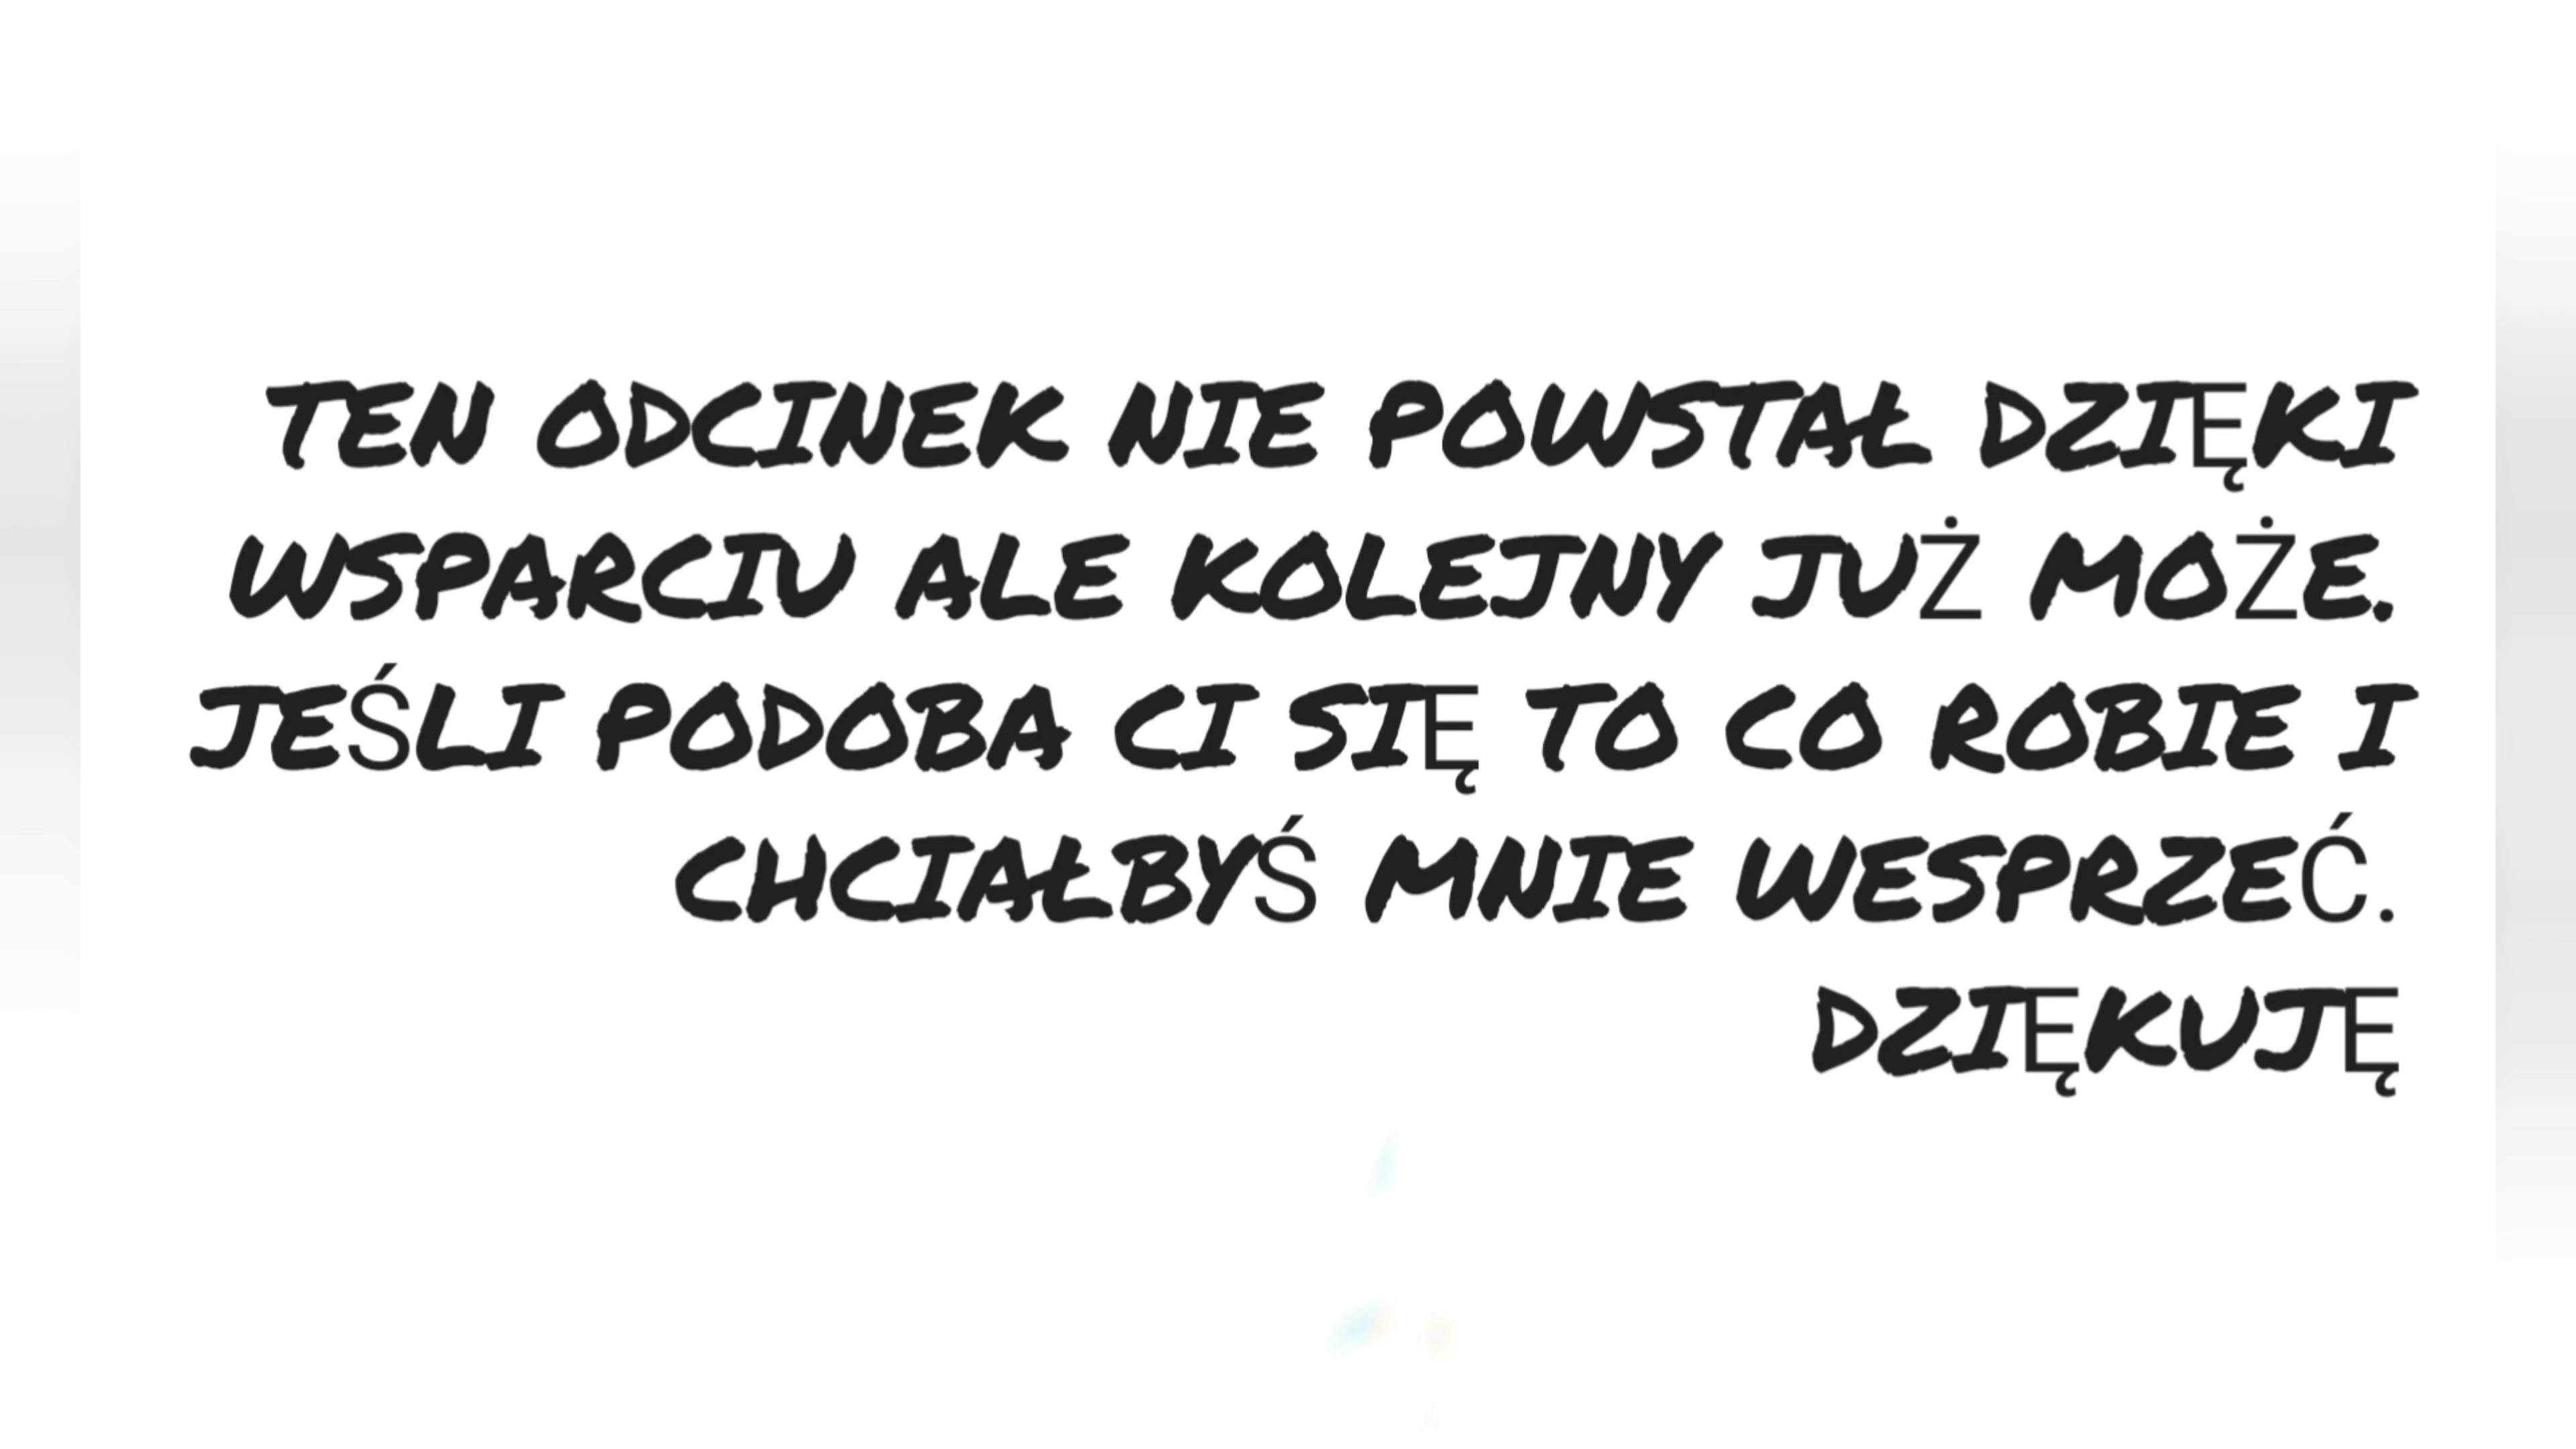 TEN ODCINEK NIE POWSTAŁ DZIĘKI
WSPARCIU ALE KOLEJNY JUŻ MOŻE.
JEŚLI PODOBA CI SIĘ TO CO ROBIE I
CHCIAŁBYŚ MNIE WESPRZEĆ.
DZIĘKUJĘ